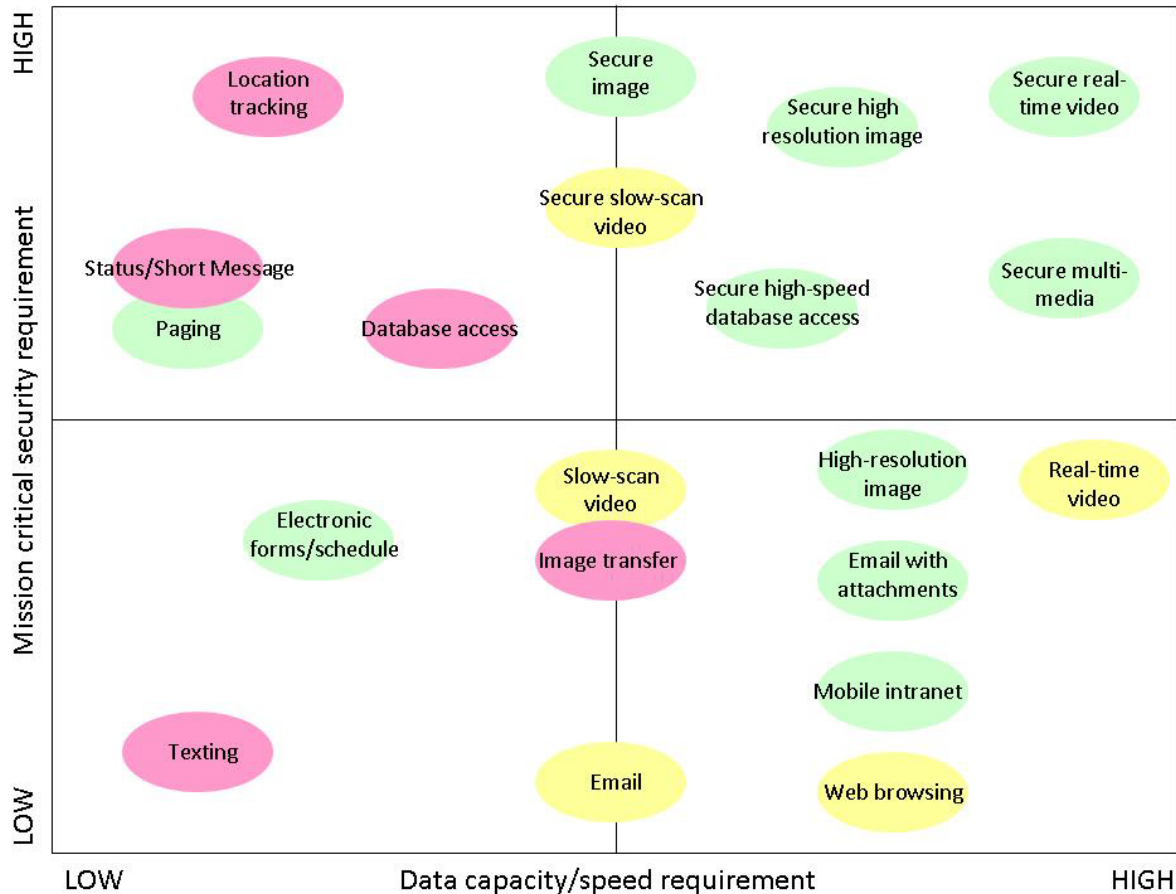 HIGH
Mission critical security requirement
LOW
Location
tracking
Secure
image
Secure high
resolution image
Secure real-
time video
Secure slow-scan
video
Status/Short Message
Paging
Database access
Secure high-speed
database access
Secure multi-
media
Slow-scan
video
High-resolution
image
Real-time
video
Electronic
forms/schedule
Image transfer
Email with
attachments
Mobile intranet
Texting
Email
Web browsing
LOW
Data capacity/speed requirement
HIGH